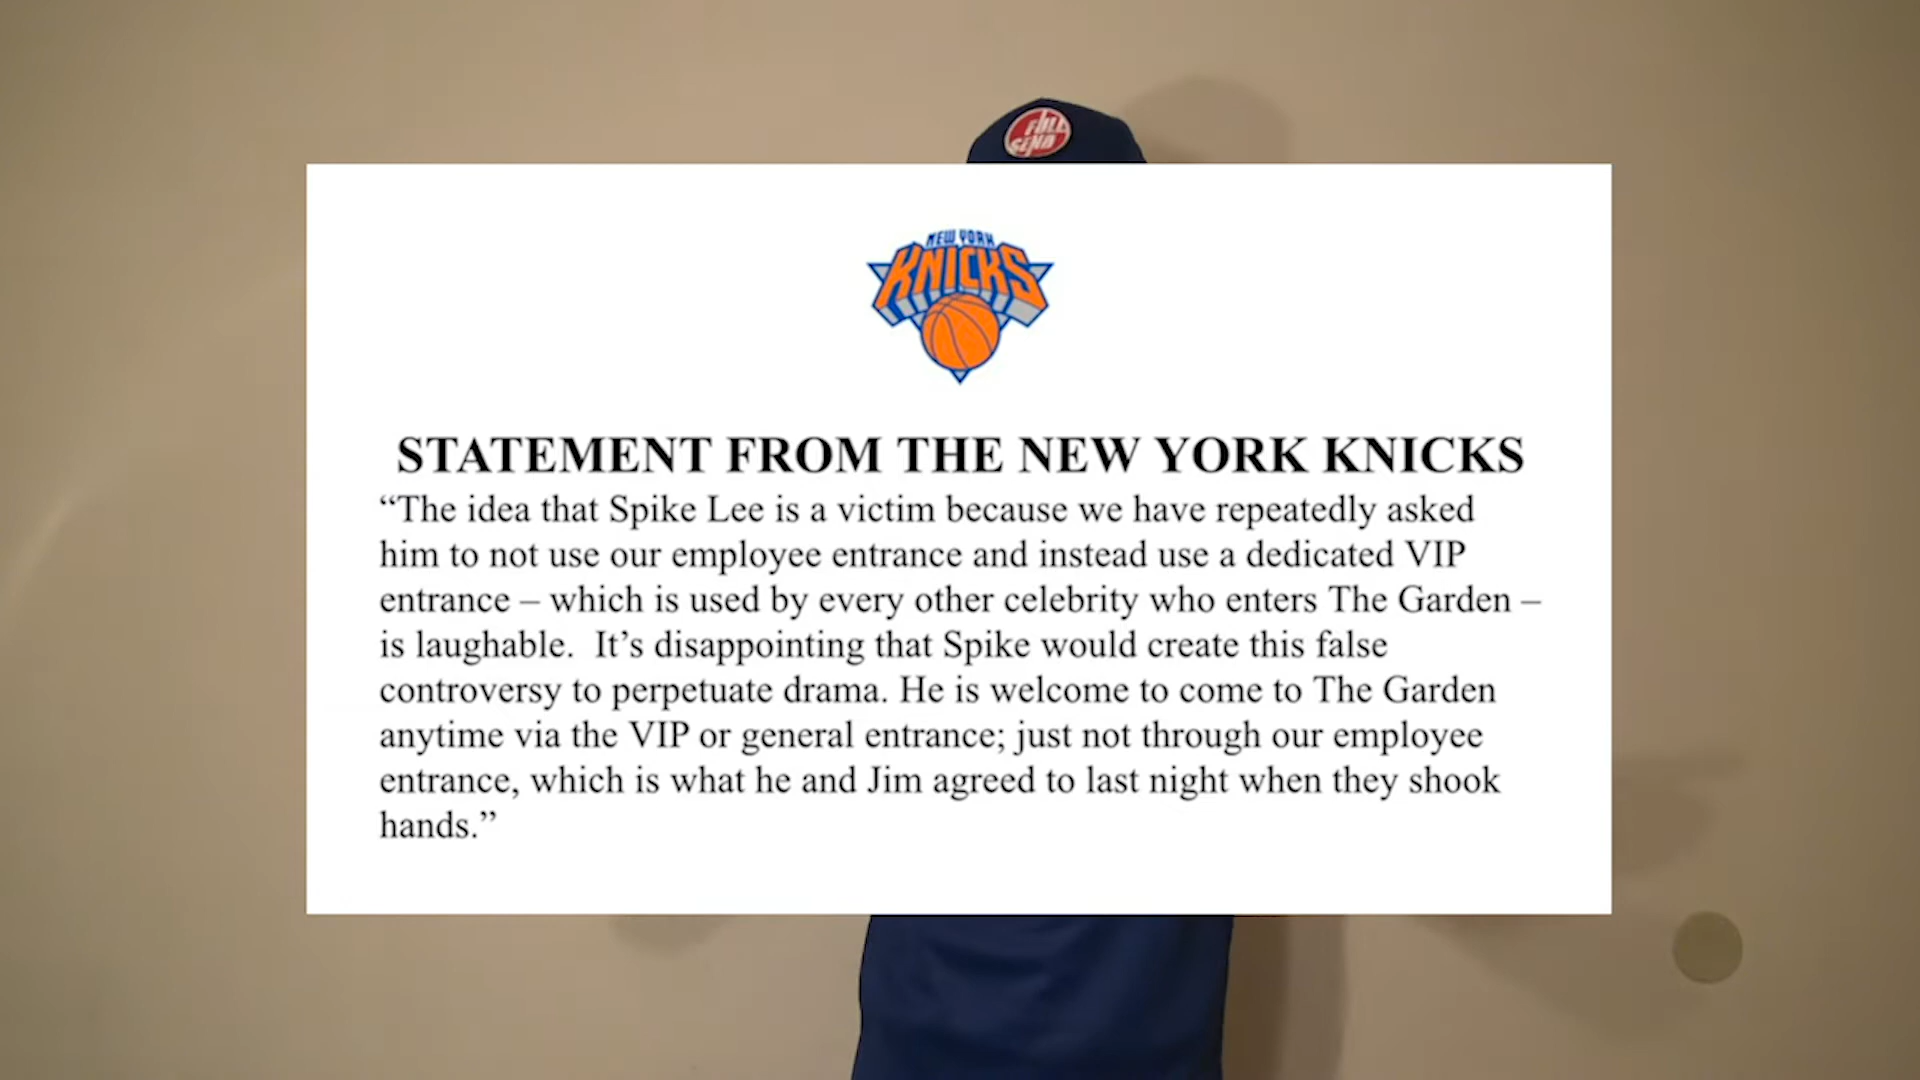 FULL
SEND
NEW YORK
KNICKS
STATEMENT FROM THE NEW YORK KNICKS
“The idea that Spike Lee is a victim because we have repeatedly asked
him to not use our employee entrance and instead use a dedicated VIP
entrance – which is used by every other celebrity who enters The Garden –
is laughable.  It’s disappointing that Spike would create this false
controversy to perpetuate drama. He is welcome to come to The Garden
anytime via the VIP or general entrance; just not through our employee
entrance, which is what he and Jim agreed to last night when they shook
hands.”